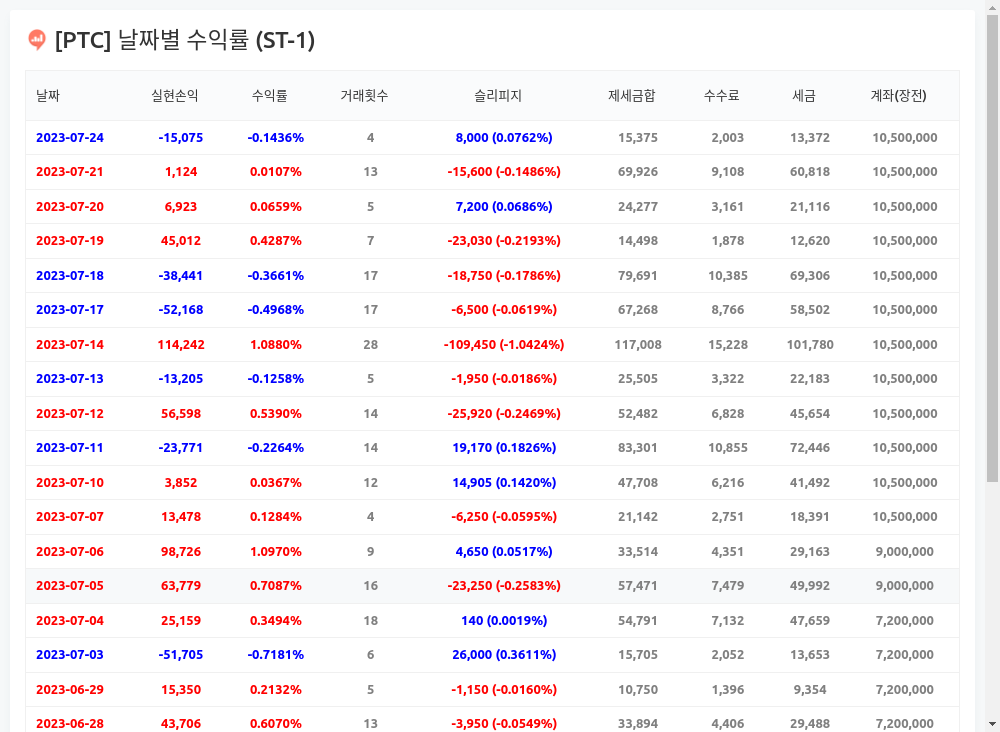 [PTC] 날짜별 수익률 (ST-1)
날짜 실현손익 수익률 거래횟수 슬리피지 제세금합 수수료 세금 계좌(장전)
2023-07-24 -15,075 -0.1436% 4 8,000 (0.0762%) 15,375 2,003 13,372 10,500,000
2023-07-21 1,124 0.0107% 13 -15,600 (-0.1486%) 69,926 9,108 60,818 10,500,000
2023-07-20 6,923 0.0659% 5 7,200 (0.0686%) 24,277 3,161 21,116 10,500,000
2023-07-19 45,012 0.4287% 7 -23,030 (-0.2193%) 14,498 1,878 12,620 10,500,000
2023-07-18 -38,441 -0.3661% 17 -18,750 (-0.1786%) 79,691 10,385 69,306 10,500,000
2023-07-17 -52,168 -0.4968% 17 -6,500 (-0.0619%) 67,268 8,766 58,502 10,500,000
2023-07-14 114,242 1.0880% 28 -109,450 (-1.0424%) 117,008 15,228 101,780 10,500,000
2023-07-13 -13,205 -0.1258% 5 -1,950 (-0.0186%) 25,505 3,322 22,183 10,500,000
2023-07-12 56,598 0.5390% 14 -25,920 (-0.2469%) 52,482 6,828 45,654 10,500,000
2023-07-11 -23,771 -0.2264% 14 19,170 (0.1826%) 83,301 10,855 72,446 10,500,000
2023-07-10 3,852 0.0367% 12 14,905 (0.1420%) 47,708 6,216 41,492 10,500,000
2023-07-07 13,478 0.1284% 4 -6,250 (-0.0595%) 21,142 2,751 18,391 10,500,000
2023-07-06 98,726 1.0970% 9 4,650 (0.0517%) 33,514 4,351 29,163 9,000,000
2023-07-05 63,779 0.7087% 16 -23,250 (-0.2583%) 57,471 7,479 49,992 9,000,000
2023-07-04 25,159 0.3494% 18 140 (0.0019%) 54,791 7,132 47,659 7,200,000
2023-07-03 -51,705 -0.7181% 6 26,000 (0.3611%) 15,705 2,052 13,653 7,200,000
2023-06-29 15,350 0.2132% 5 -1,150 (-0.0160%) 10,750 1,396 9,354 7,200,000
2023-06-28 43,706 0.6070% 13 -3,950 (-0.0549%) 33,894 4,406 29,488 7,200,000